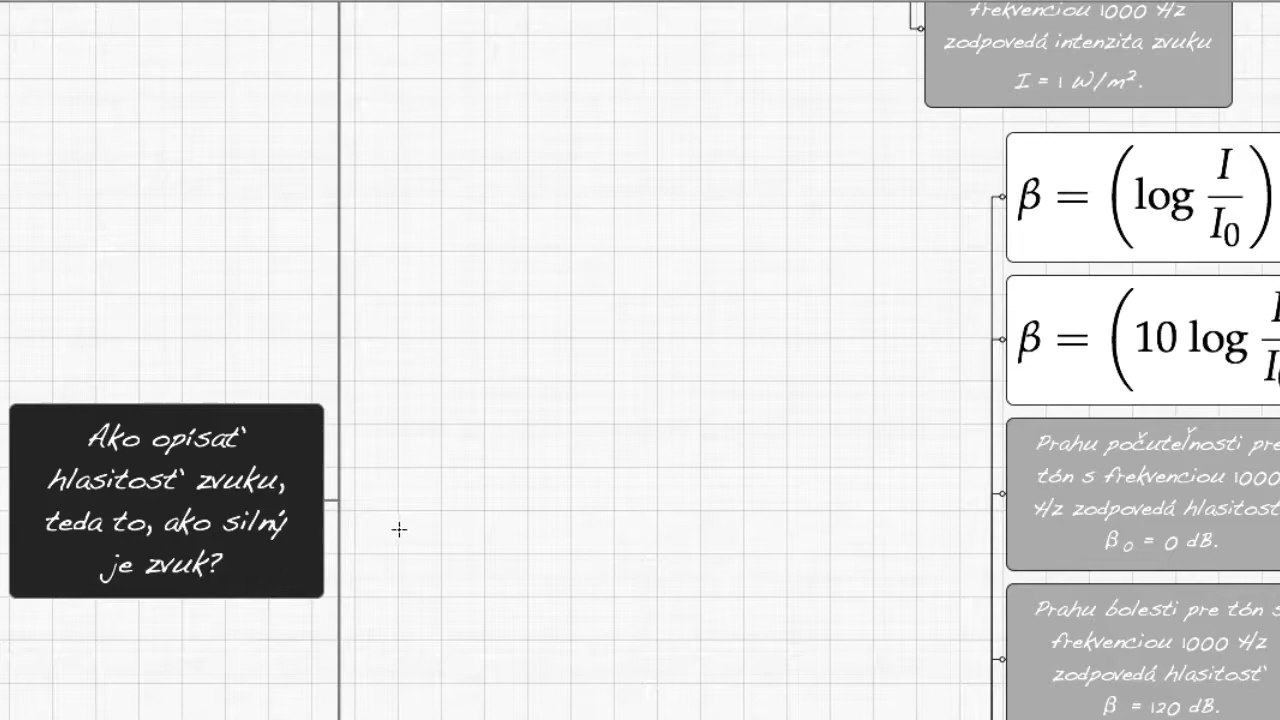 frekvenciou 1000 Hz
zodpovedá intenzita zvuku
I = 1 W/m².
β = (log I/I₀)
β = (10 log
Ako opísať
hlasitosť zvuku,
teda to, ako silný
je zvuk?
Prahu počuteľnosti pre
tón s frekvenciou 1000
Hz zodpovedá hlasitosť
β₀ = 0 dB.
Prahu bolesti pre tón s
frekvenciou 1000 Hz
zodpovedá hlasitosť
β = 120 dB.